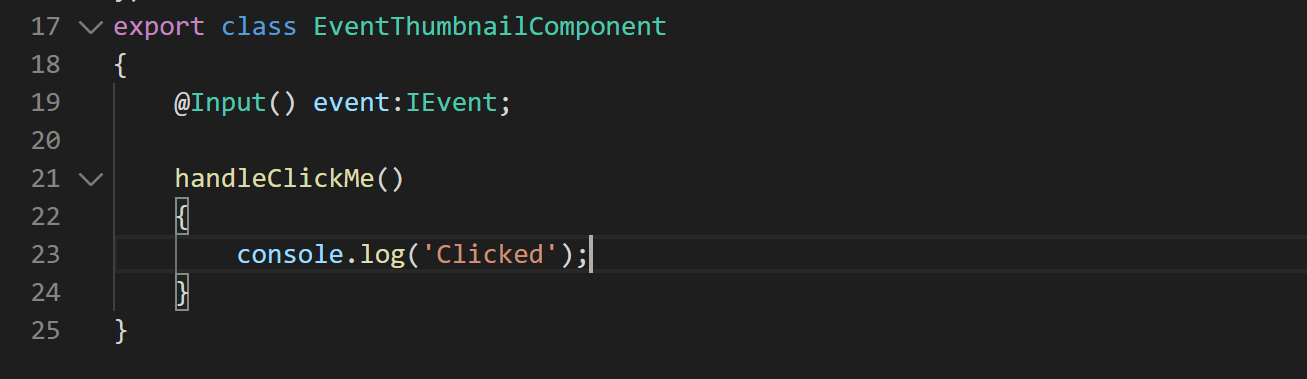 17 export class EventThumbnailComponent
18 {
19     @Input() event:IEvent;
20
21     handleClickMe()
22     {
23         console.log('Clicked');
24     }
25 }